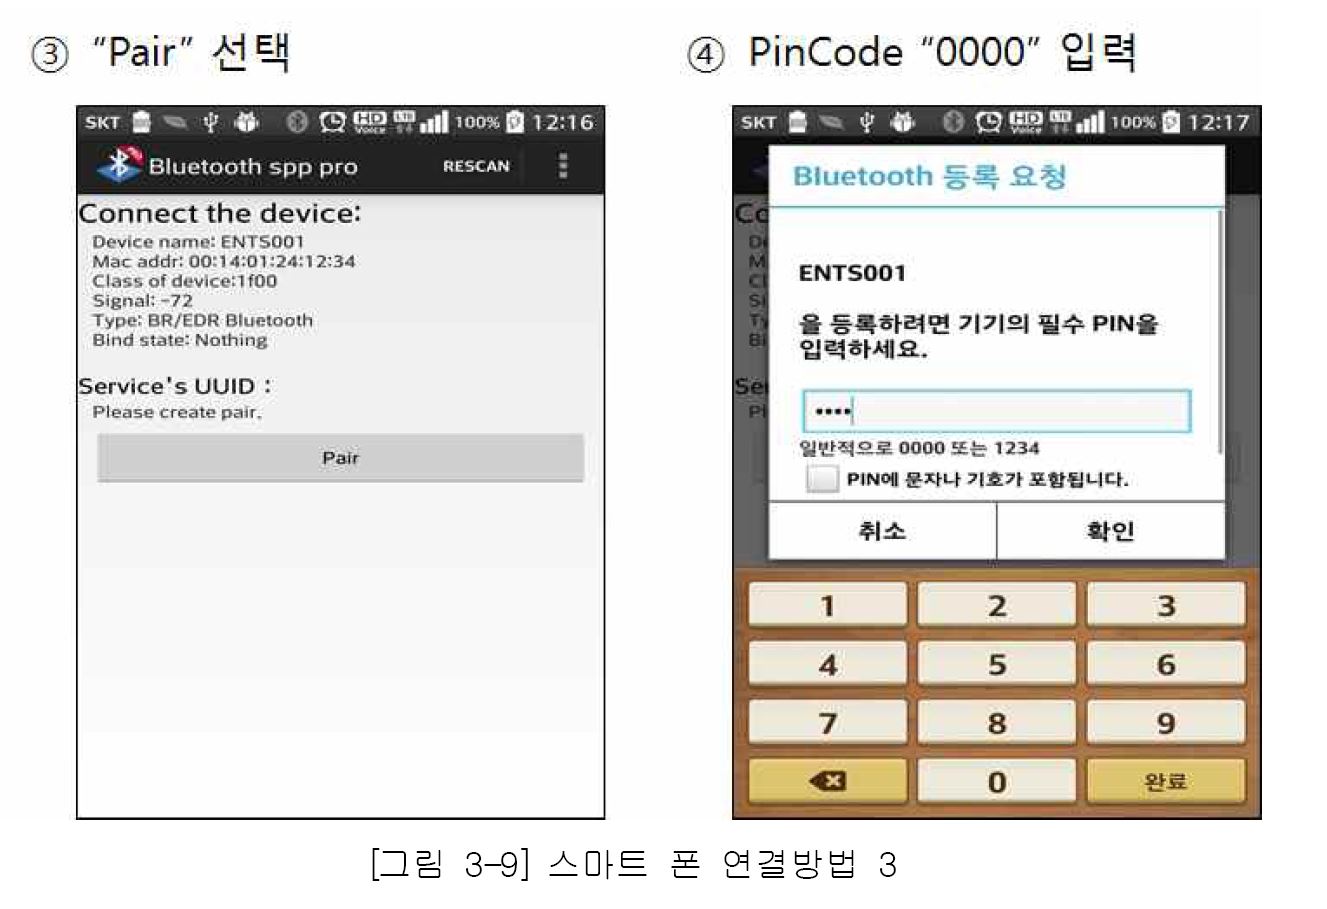 ③ “Pair” 선택
SKT 100% 12:16
Bluetooth spp pro RESCAN
Connect the device:
Device name: ENTS001
Mac addr: 00:14:01:24:12:34
Class of device:1f00
Signal: -72
Type: BR/EDR Bluetooth
Bind state: Nothing
Service's UUID :
Please create pair.
Pair
④ PinCode “0000” 입력
SKT HD Voice LTE 100% 12:17
Bluetooth 등록 요청
ENTS001
을 등록하려면 기기의 필수 PIN을
입력하세요.
••••
일반적으로 0000 또는 1234
PIN에 문자나 기호가 포함됩니다.
취소 확인
1 2 3
4 5 6
7 8 9
0 완료
[그림 3-9] 스마트 폰 연결방법 3